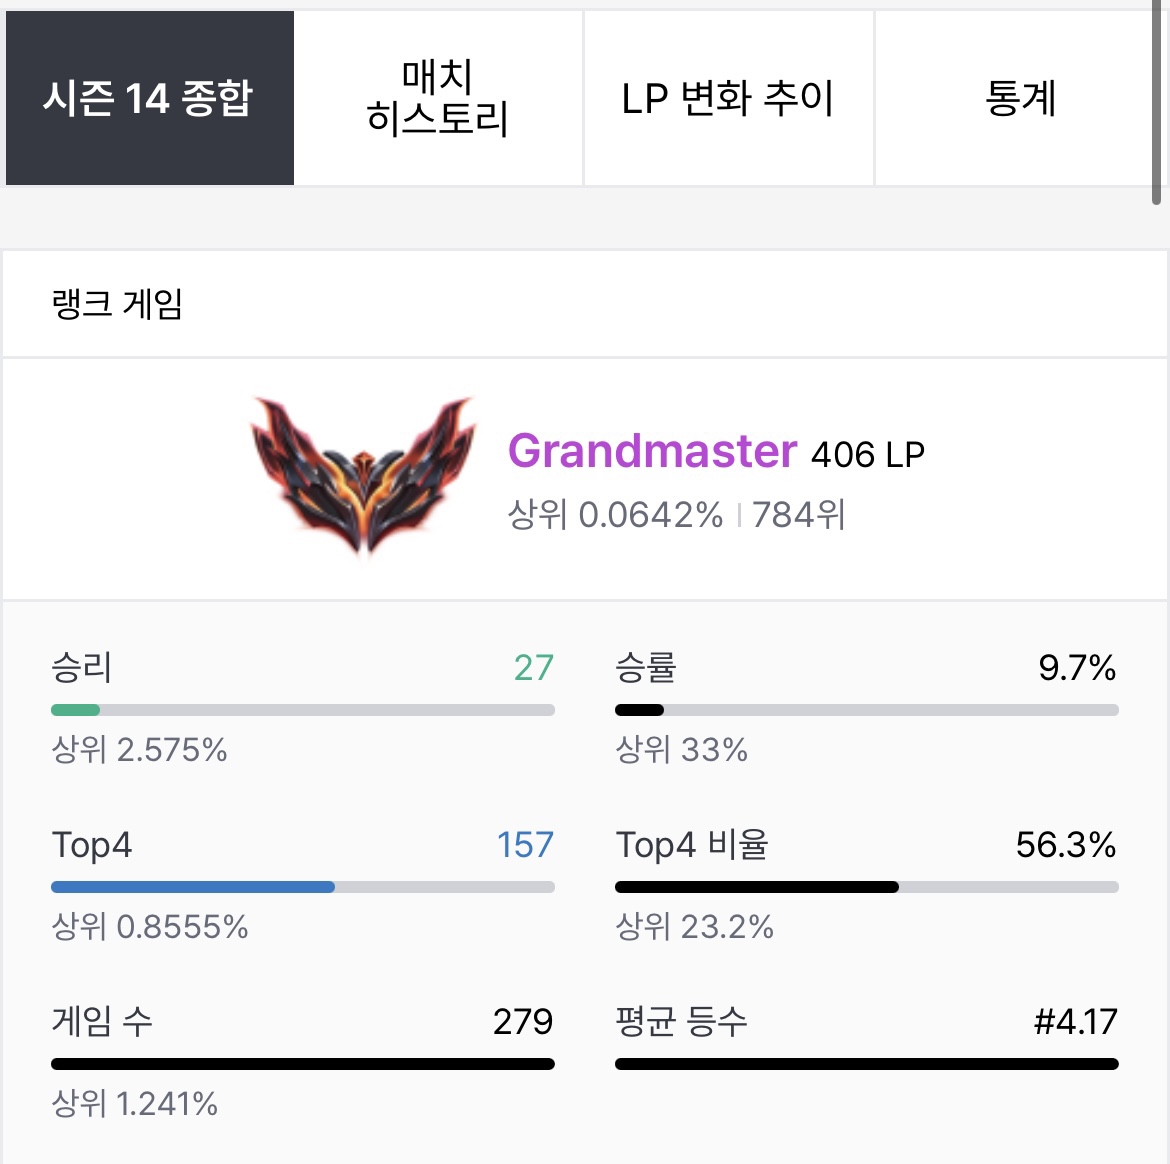 시즌 14 종합
매치
히스토리
LP 변화 추이
통계
랭크 게임
Grandmaster 406 LP
상위 0.0642% | 784위
승리 27
상위 2.575%
승률 9.7%
상위 33%
Top4 157
상위 0.8555%
Top4 비율 56.3%
상위 23.2%
게임 수 279
상위 1.241%
평균 등수 #4.17